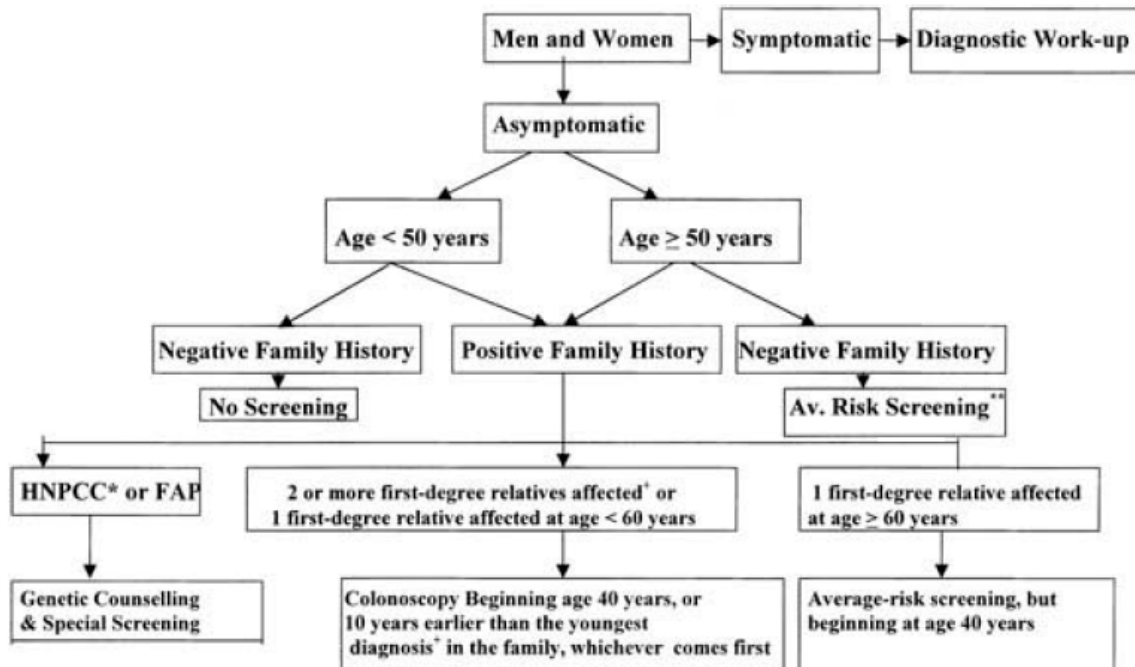 Men and Women
Symptomatic
Diagnostic Work-up
Asymptomatic
Age < 50 years
Age ≥ 50 years
Negative Family History
Positive Family History
Negative Family History
No Screening
Av. Risk Screening**
HNPCC* or FAP
2 or more first-degree relatives affected+ or
1 first-degree relative affected at age < 60 years
1 first-degree relative affected
at age ≥ 60 years
Genetic Counselling
& Special Screening
Colonoscopy Beginning age 40 years, or
10 years earlier than the youngest
diagnosis+ in the family, whichever comes first
Average-risk screening, but
beginning at age 40 years